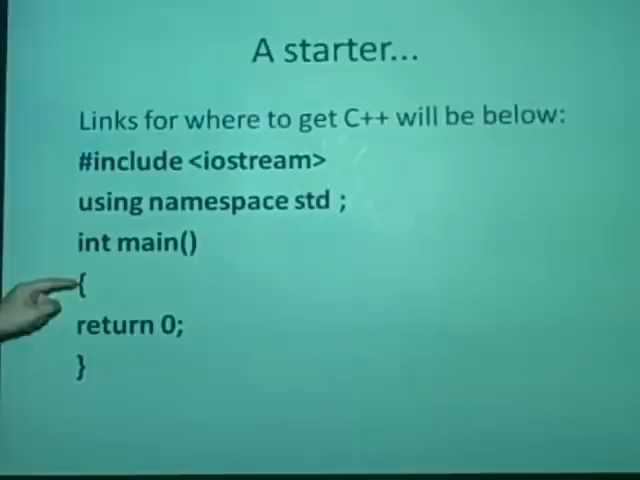 A starter...
Links for where to get C++ will be below:
#include <iostream>
using namespace std ;
int main()
{
return 0;
}